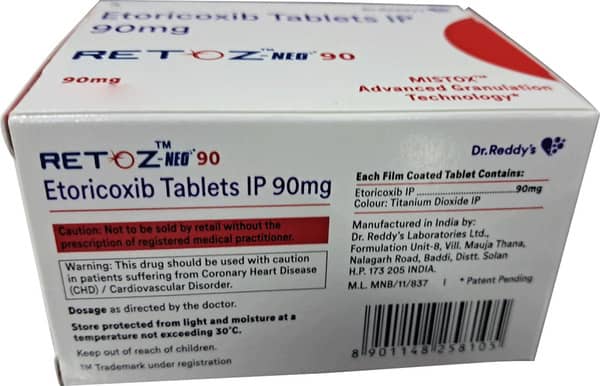 Etoricoxib Tablets IP
90mg
RETOZ™-NEO* 90
90mg
MISTOX™
Advanced Granulation
Technology*
RETOZ™-NEO* 90
Etoricoxib Tablets IP 90mg
Caution: Not to be sold by retail without the
prescription of registered medical practitioner.
Warning: This drug should be used with caution
in patients suffering from Coronary Heart Disease
(CHD) / Cardiovascular Disorder.
Dosage as directed by the doctor.
Store protected from light and moisture at a
temperature not exceeding 30°C.
Keep out of reach of children.
™ Trademark under registration
Dr.Reddy's
Each Film Coated Tablet Contains:
Etoricoxib IP ........................90mg
Colour: Titanium Dioxide IP
Manufactured in India by:
Dr. Reddy's Laboratories Ltd.,
Formulation Unit-8, Vill. Mauja Thana,
Nalagarh Road, Baddi, Distt. Solan
H.P. 173 205 INDIA.
M.L. MNB/11/837 | * Patent Pending
8 901148 258105